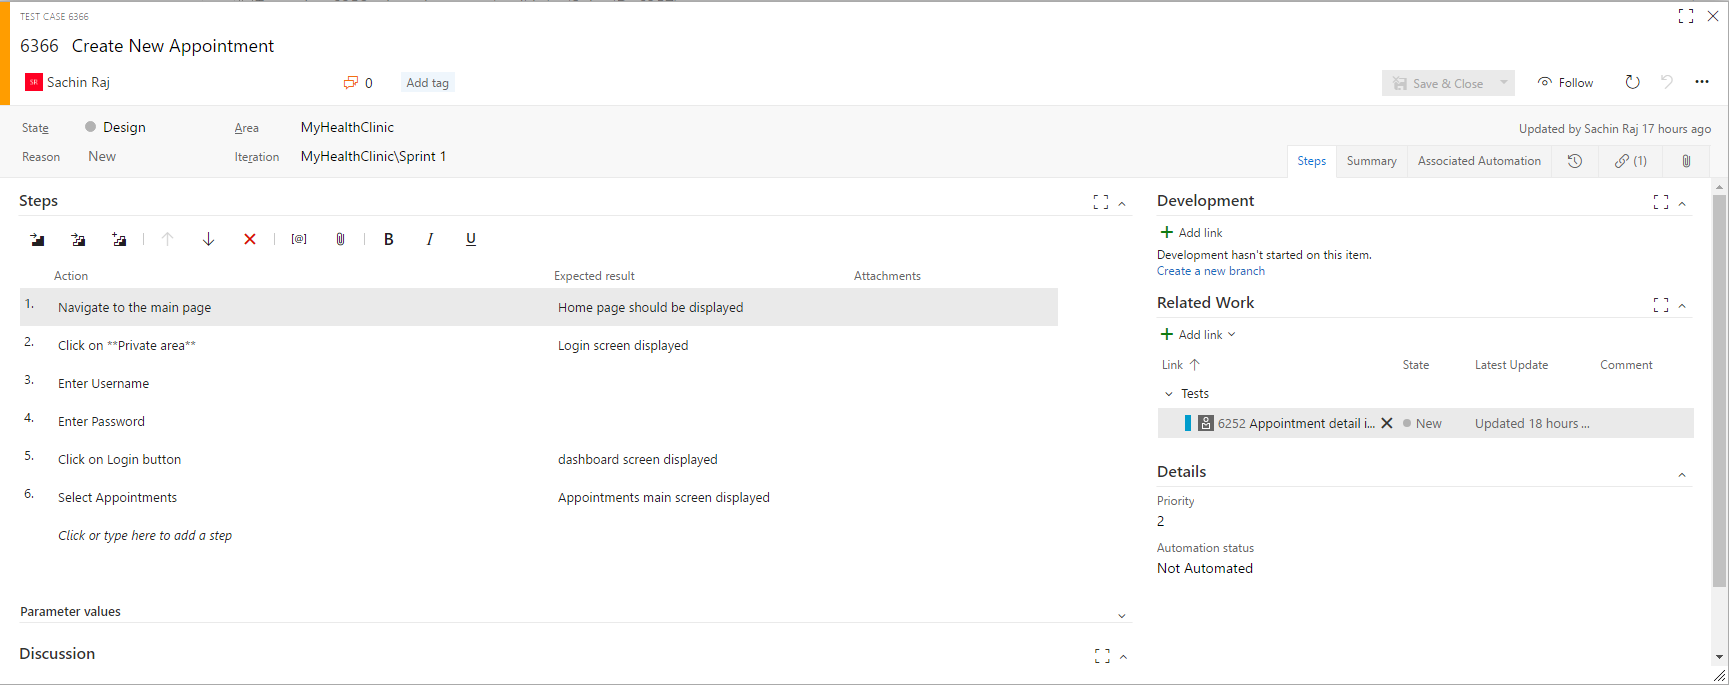 TEST CASE 6366
6366 Create New Appointment
SR Sachin Raj 0 Add tag Save & Close Follow
State Design Area MyHealthClinic
Updated by Sachin Raj 17 hours ago
Reason New Iteration MyHealthClinic\Sprint 1
Steps Summary Associated Automation (1)
Steps
[@] B I U
Action Expected result Attachments
1. Navigate to the main page Home page should be displayed
2. Click on **Private area** Login screen displayed
3. Enter Username
4. Enter Password
5. Click on Login button dashboard screen displayed
6. Select Appointments Appointments main screen displayed
Click or type here to add a step
Parameter values
Discussion
Development
Add link
Development hasn't started on this item.
Create a new branch
Related Work
Add link
Link State Latest Update Comment
Tests
6252 Appointment detail i... New Updated 18 hours ...
Details
Priority
2
Automation status
Not Automated